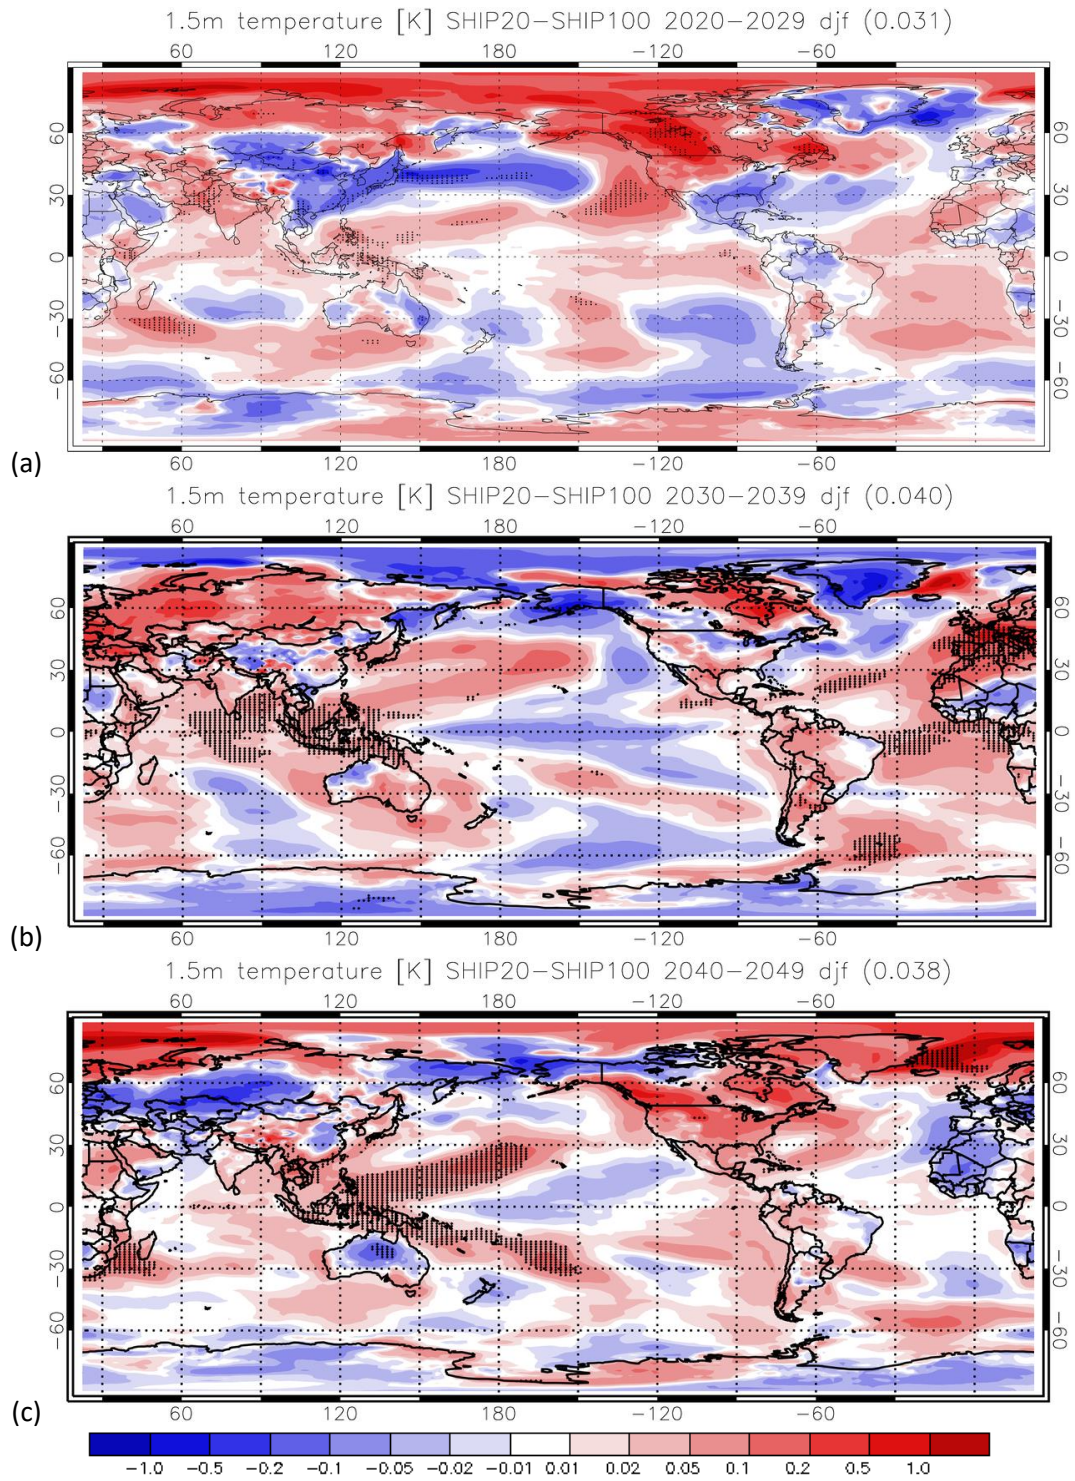 1.5m temperature [K] SHIP20−SHIP100 2020−2029 djf (0.031)
60 120 180 −120 −60
60 60
30 30
0 0
−30 −30
−60 −60
(a)
60 120 180 −120 −60
1.5m temperature [K] SHIP20−SHIP100 2030−2039 djf (0.040)
60 120 180 −120 −60
60 60
30 30
0 0
−30 −30
−60 −60
(b)
60 120 180 −120 −60
1.5m temperature [K] SHIP20−SHIP100 2040−2049 djf (0.038)
60 120 180 −120 −60
60 60
30 30
0 0
−30 −30
−60 −60
(c)
60 120 180 −120 −60
−1.0 −0.5 −0.2 −0.1 −0.05 −0.02 −0.01 0.01 0.02 0.05 0.1 0.2 0.5 1.0